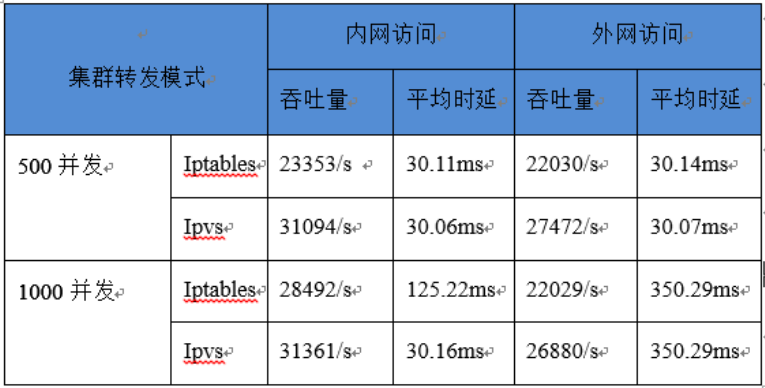 内网访问 外网访问
集群转发模式
吞吐量 平均时延 吞吐量 平均时延
500 并发 Iptables 23353/s 30.11ms 22030/s 30.14ms
Ipvs 31094/s 30.06ms 27472/s 30.07ms
1000 并发 Iptables 28492/s 125.22ms 22029/s 350.29ms
Ipvs 31361/s 30.16ms 26880/s 350.29ms